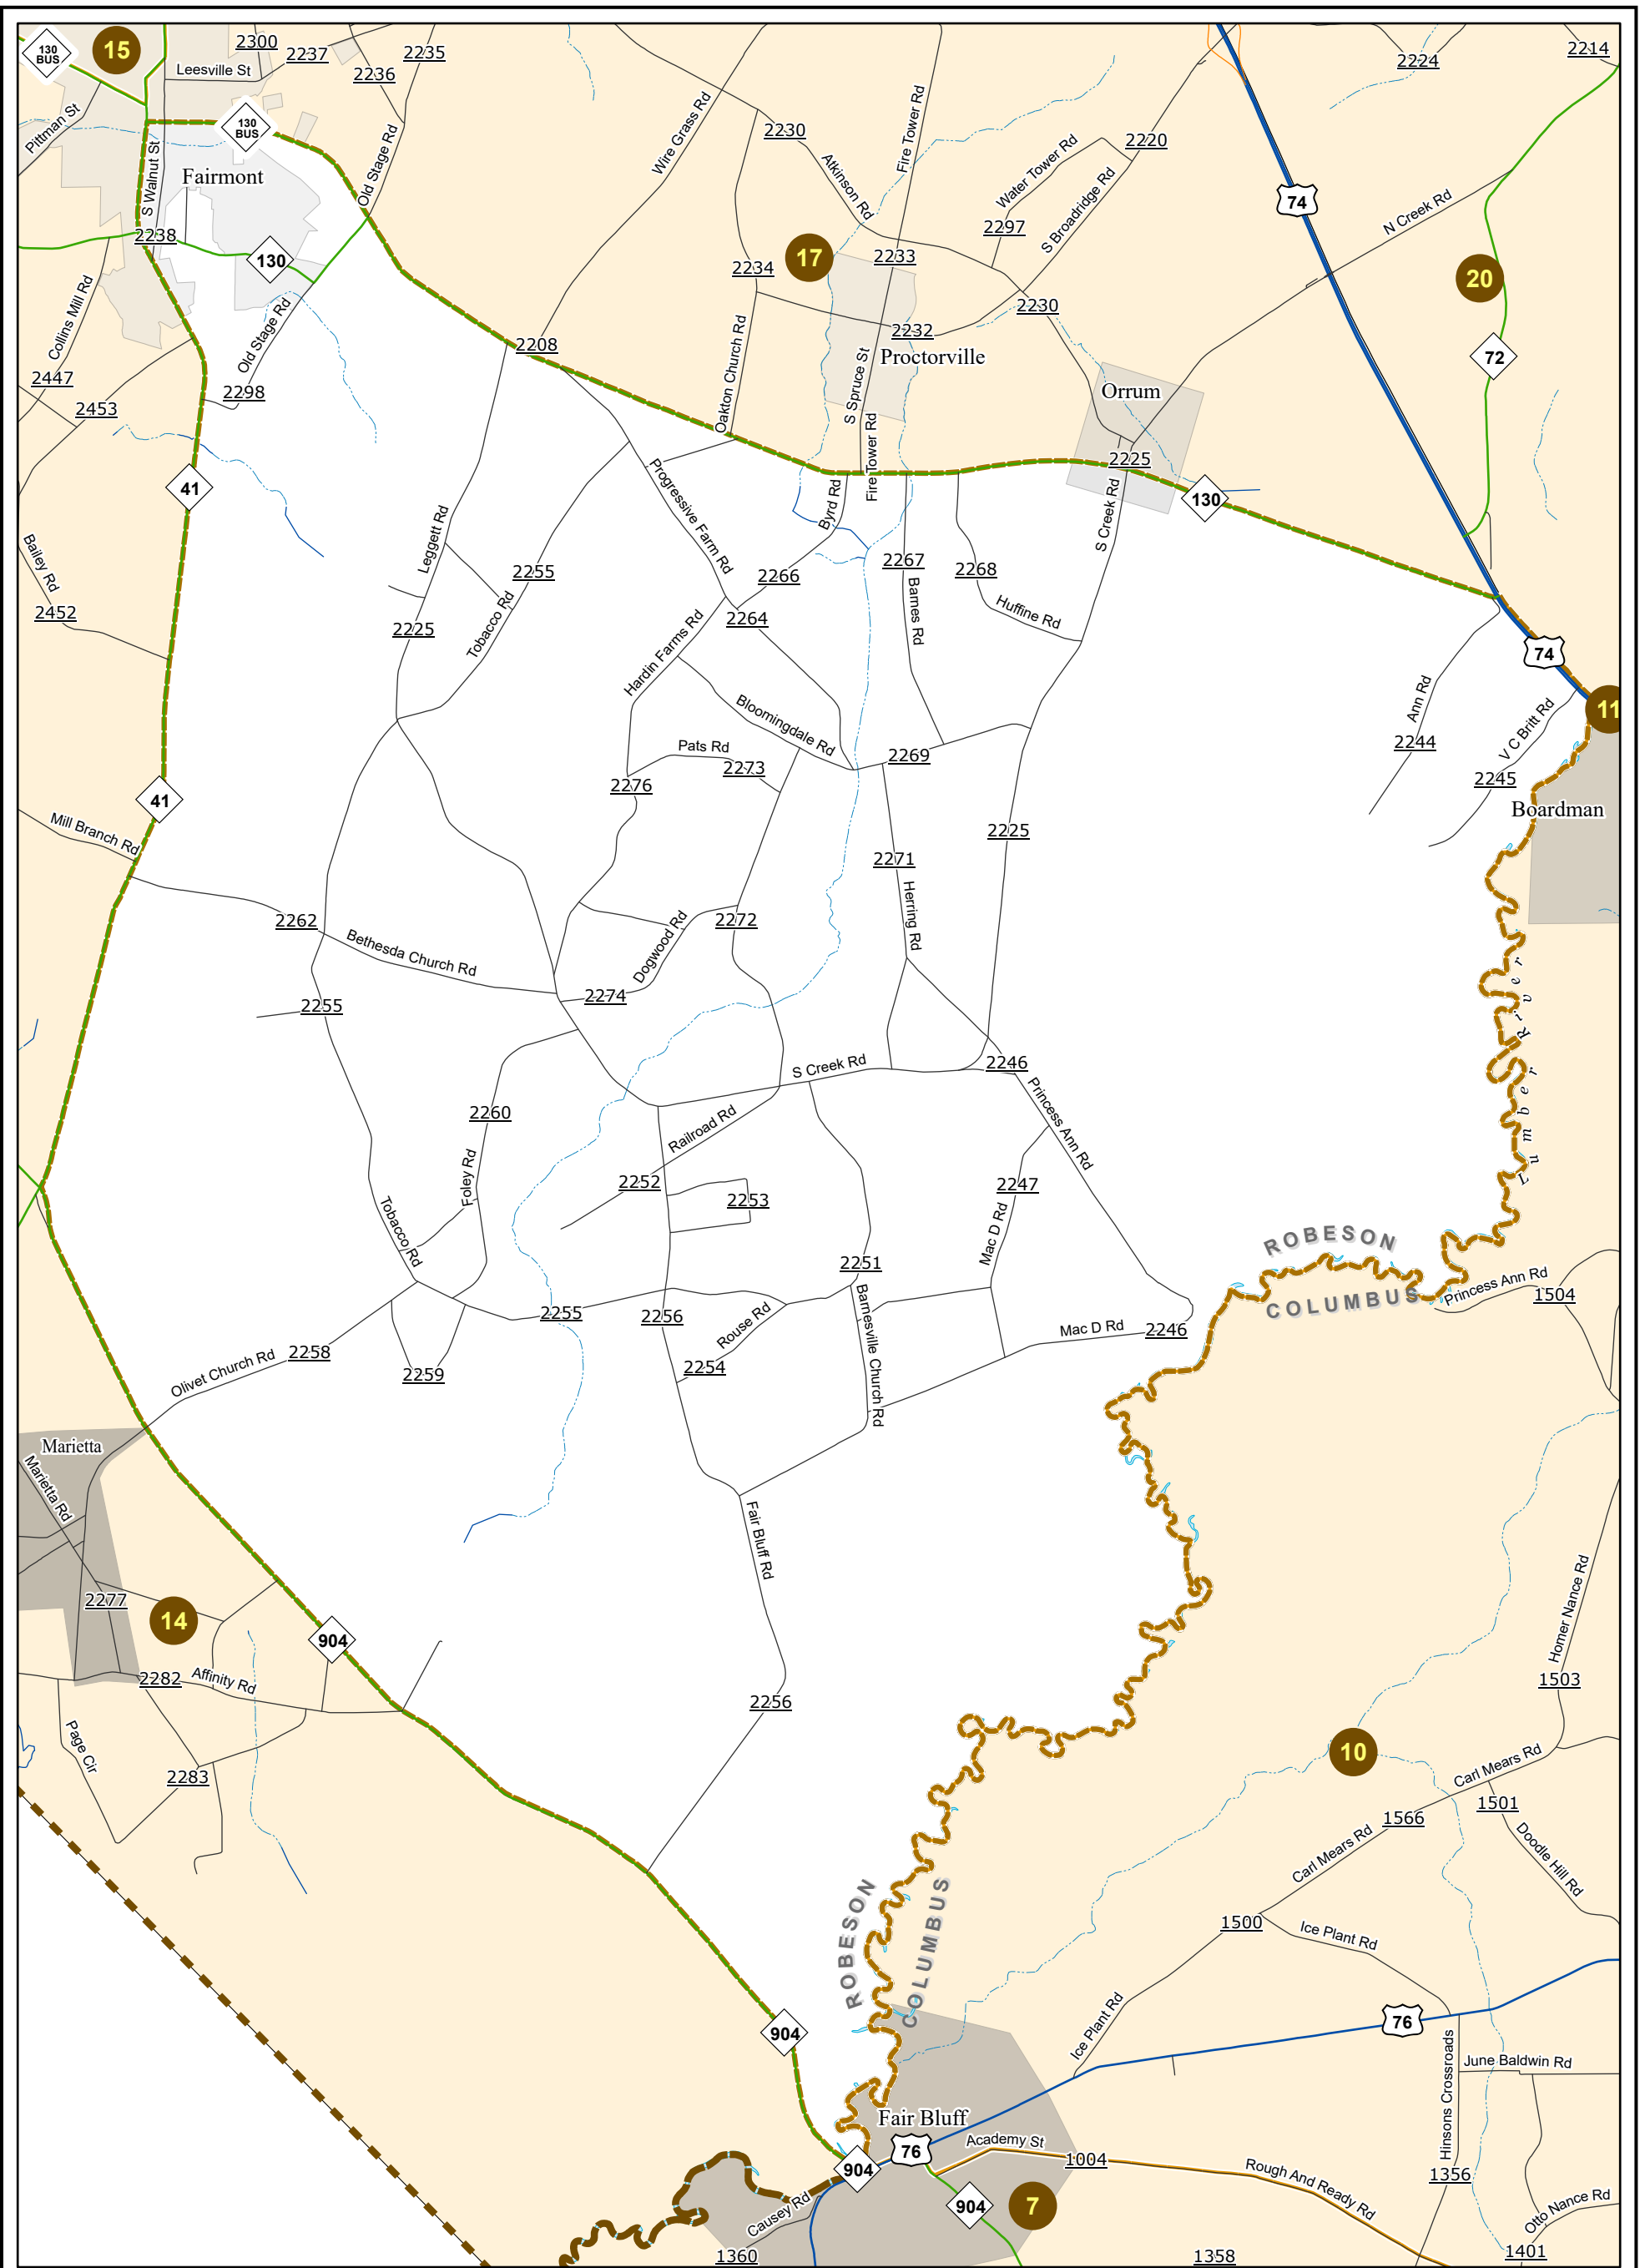 130
BUS
15
2300
2237
2235
2236
Leesville St
Pittman St
130
BUS
Fairmont
S Walnut St
Old Stage Rd
2238
130
Collins Mill Rd
Old Stage Rd
2447
2453
2298
41
Bailey Rd
2452
41
Mill Branch Rd
Wire Grass Rd
2230
Atkinson Rd
Fire Tower Rd
Water Tower Rd
2220
S Broadridge Rd
2297
17
2233
2234
2230
2232
Proctorville
2208
Oakton Church Rd
S Spruce St
Fire Tower Rd
Orrum
2225
130
74
2224
2214
N Creek Rd
20
72
Leggett Rd
Progressive Farm Rd
Byrd Rd
S Creek Rd
2255
2266
2267
2268
Tobacco Rd
2264
Barnes Rd
Huffine Rd
2225
Hardin Farms Rd
Bloomingdale Rd
Pats Rd
2273
2269
2276
74
11
Ann Rd
2244
V C Britt Rd
2245
Boardman
2225
2271
Herring Rd
2262
Bethesda Church Rd
Dogwood Rd
2272
2274
2255
Lumber River
S Creek Rd
2246
Princess Ann Rd
2260
Railroad Rd
Foley Rd
2252
2253
2247
Mac D Rd
Tobacco Rd
2251
ROBESON
COLUMBUS
Princess Ann Rd
1504
2255
2256
Rouse Rd
Barnesville Church Rd
Mac D Rd
2246
2258
Olivet Church Rd
2259
2254
Marietta
Marietta Rd
Fair Bluff Rd
2277
14
904
2282
Affinity Rd
2256
Page Cir
2283
Homer Nance Rd
1503
10
Carl Mears Rd
1501
1566
Carl Mears Rd
Doodle Hill Rd
ROBESON
COLUMBUS
1500
Ice Plant Rd
904
Ice Plant Rd
76
Hinsons Crossroads
June Baldwin Rd
Fair Bluff
76
904
Academy St
1004
Rough And Ready Rd
1356
904
7
Causey Rd
Otto Nance Rd
1360
1358
1401